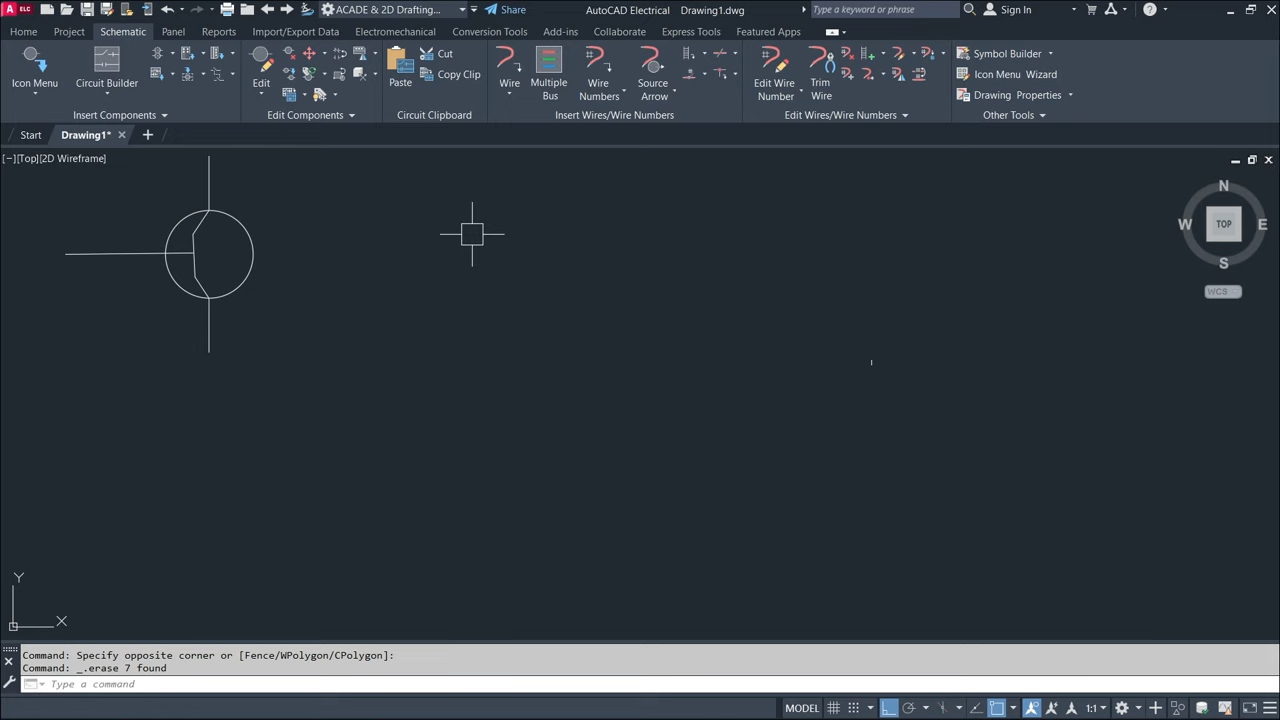 A ELC ACADE & 2D Drafting... Share AutoCAD Electrical Drawing1.dwg Type a keyword or phrase Sign In
Home Project Schematic Panel Reports Import/Export Data Electromechanical Conversion Tools Add-ins Collaborate Express Tools Featured Apps
Icon Menu Circuit Builder Edit Paste Cut Copy Clip Wire Multiple Bus Wire Numbers Source Arrow Edit Wire Number Trim Wire Symbol Builder Icon Menu Wizard Drawing Properties
Insert Components Edit Components Circuit Clipboard Insert Wires/Wire Numbers Edit Wires/Wire Numbers Other Tools
Start Drawing1*
[−][Top][2D Wireframe]
N
W TOP E
S
WCS
Y
X
Command: Specify opposite corner or [Fence/WPolygon/CPolygon]:
Command: _.erase 7 found
Type a command
MODEL 1:1